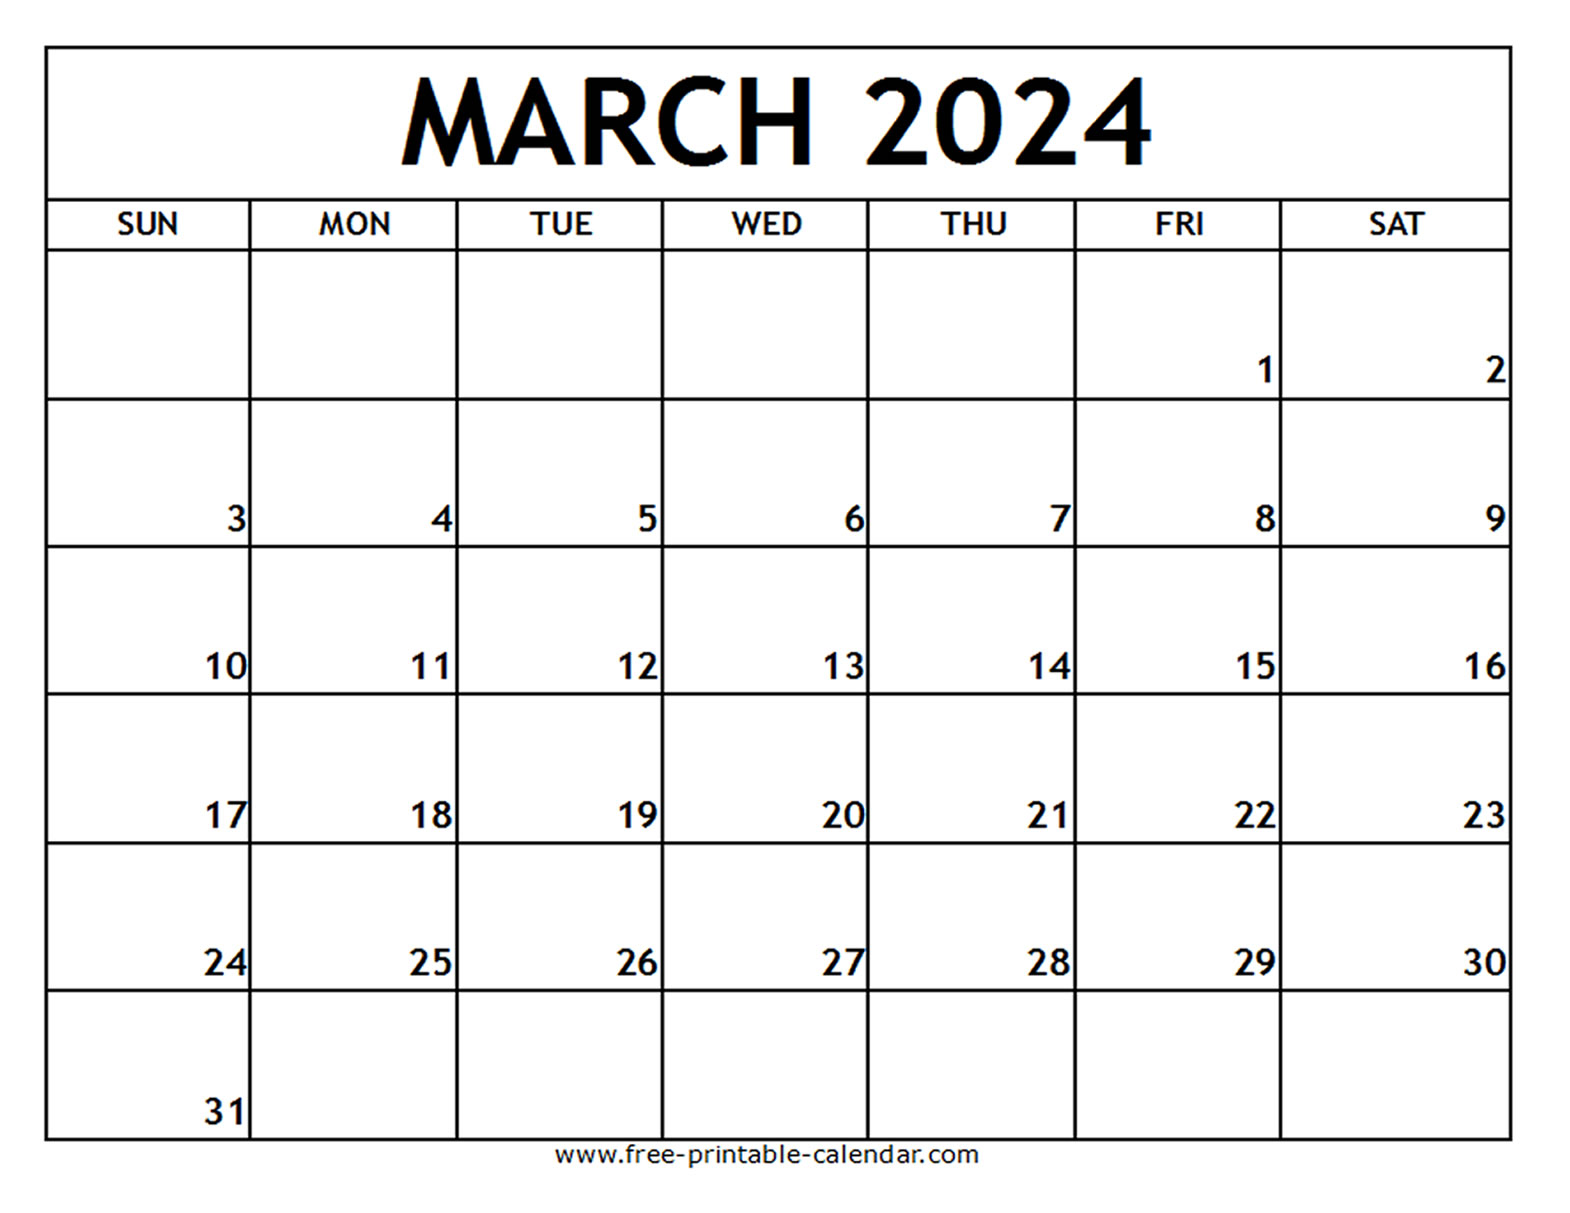 MARCH 2024
SUN MON TUE WED THU FRI SAT
1 2
3 4 5 6 7 8 9
10 11 12 13 14 15 16
17 18 19 20 21 22 23
24 25 26 27 28 29 30
31
www.free-printable-calendar.com